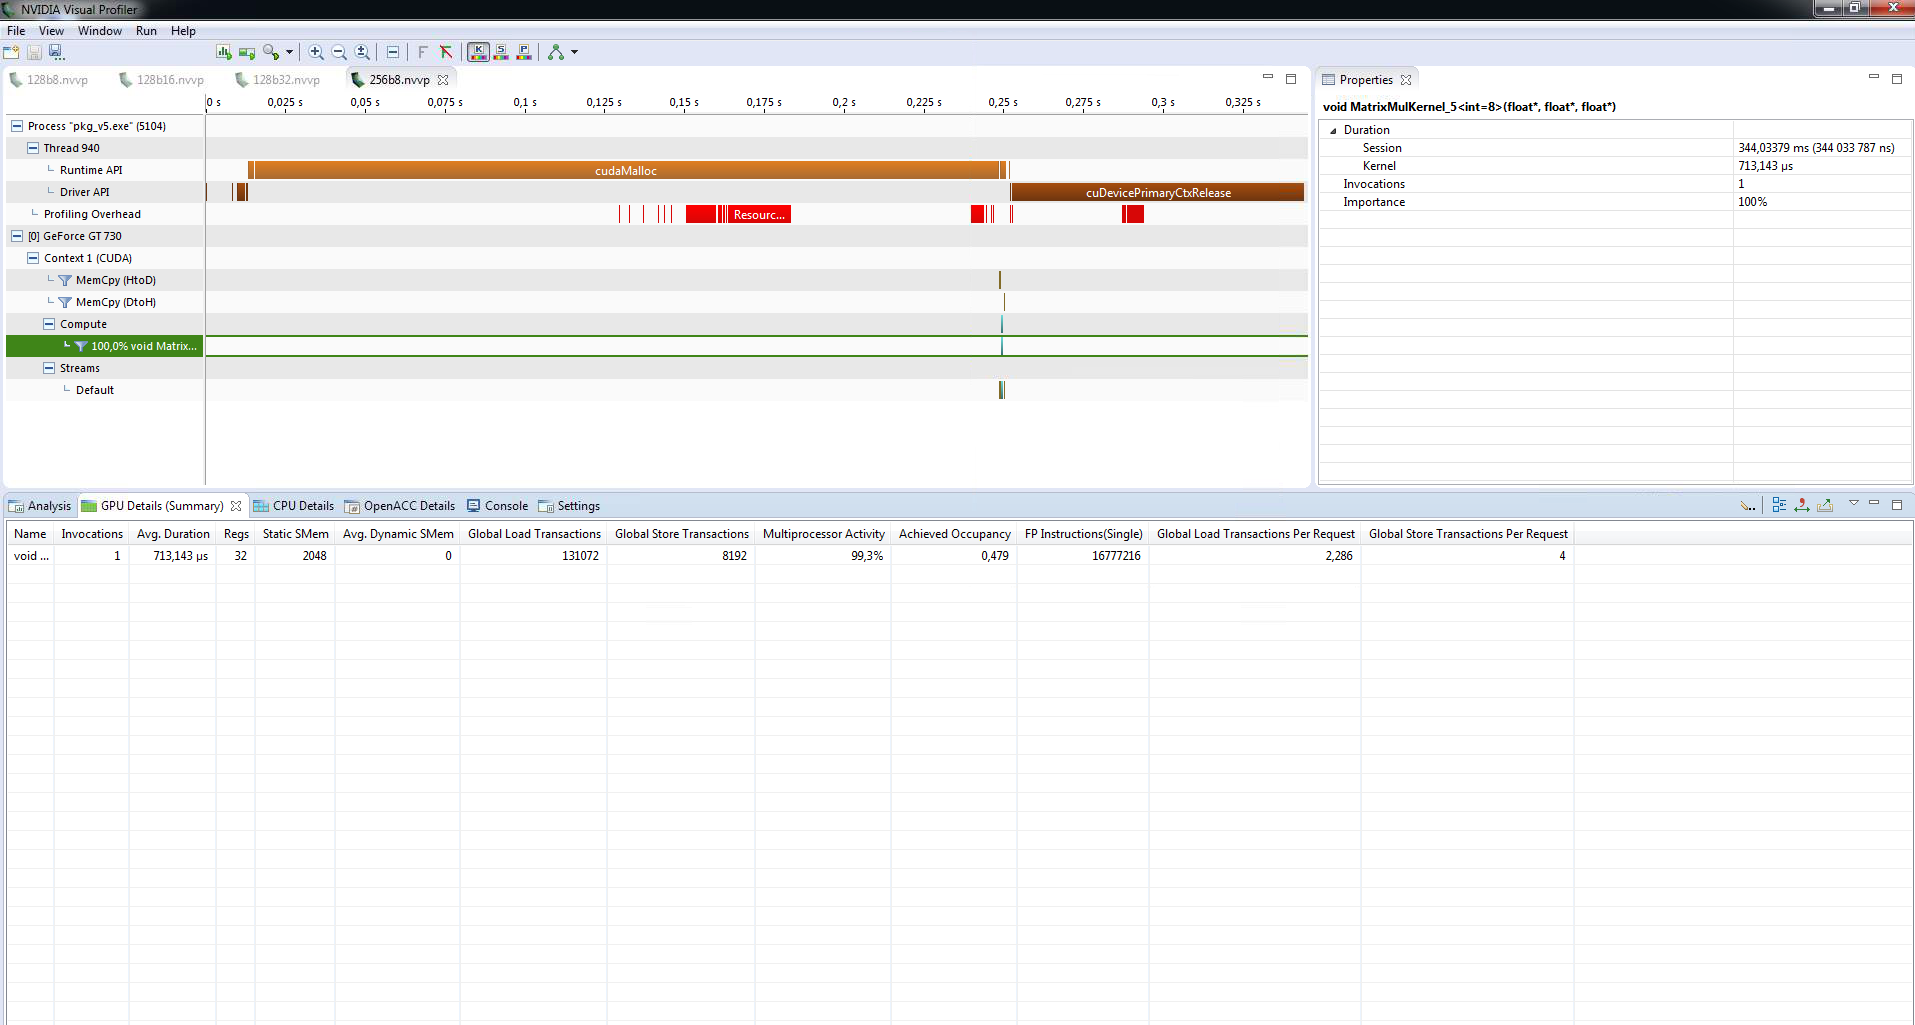 NVIDIA Visual Profiler
File View Window Run Help
K S P
128b8.nvvp 128b16.nvvp 128b32.nvvp 256b8.nvvp
0 s 0,025 s 0,05 s 0,075 s 0,1 s 0,125 s 0,15 s 0,175 s 0,2 s 0,225 s 0,25 s 0,275 s 0,3 s 0,325 s
Process "pkg_v5.exe" (5104)
Thread 940
Runtime API cudaMalloc
Driver API cuDevicePrimaryCtxRelease
Profiling Overhead Resourc...
[0] GeForce GT 730
Context 1 (CUDA)
MemCpy (HtoD)
MemCpy (DtoH)
Compute
100,0% void Matrix...
Streams
Default
Properties
void MatrixMulKernel_5<int=8>(float*, float*, float*)
Duration
Session 344,03379 ms (344 033 787 ns)
Kernel 713,143 µs
Invocations 1
Importance 100%
Analysis GPU Details (Summary) CPU Details OpenACC Details Console Settings
Name Invocations Avg. Duration Regs Static SMem Avg. Dynamic SMem Global Load Transactions Global Store Transactions Multiprocessor Activity Achieved Occupancy FP Instructions(Single) Global Load Transactions Per Request Global Store Transactions Per Request
void ... 1 713,143 µs 32 2048 0 131072 8192 99,3% 0,479 16777216 2,286 4